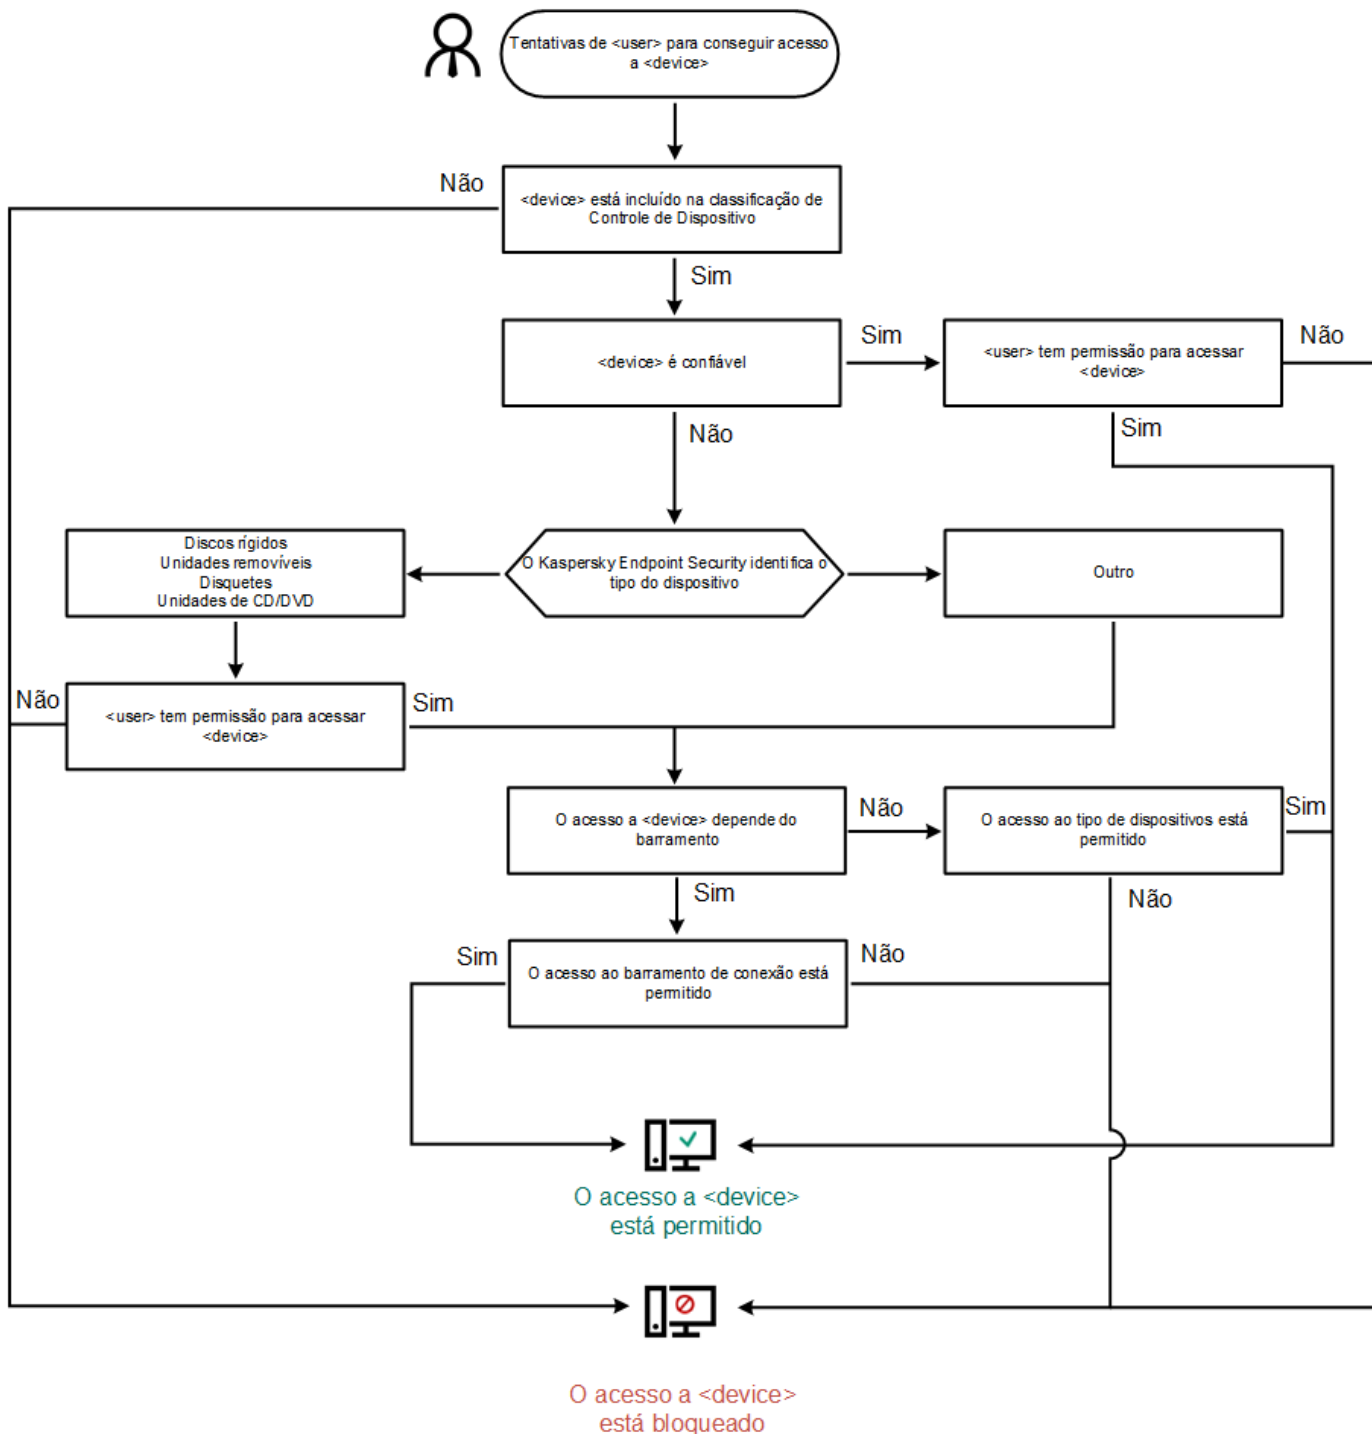 Tentativas de <user> para conseguir acesso
a <device>
Não
<device> está incluído na classificação de
Controle de Dispositivo
Sim
<device> é confiável
Sim
<user> tem permissão para acessar
<device>
Não
Não
Sim
Discos rígidos
Unidades removíveis
Disquetes
Unidades de CD/DVD
O Kaspersky Endpoint Security identifica o
tipo do dispositivo
Outro
Não
<user> tem permissão para acessar
<device>
Sim
O acesso a <device> depende do
barramento
Não
O acesso ao tipo de dispositivos está
permitido
Sim
Sim
Não
Sim
O acesso ao barramento de conexão está
permitido
Não
O acesso a <device>
está permitido
O acesso a <device>
está bloqueado